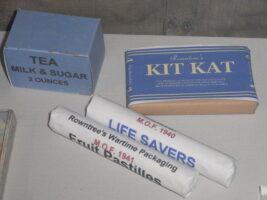 TEA
MILK & SUGAR
2 OUNCES
Rowntree's
KIT KAT
M.O.F. 1940
LIFE SAVERS
Rowntree's Wartime Packaging
M.O.F. 1941
Fruit Pastilles